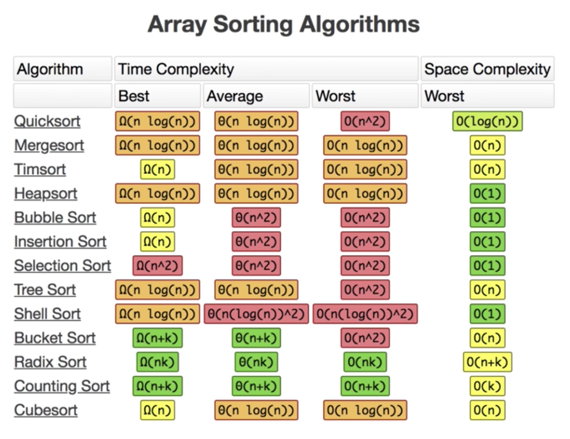 Array Sorting Algorithms
Algorithm Time Complexity Space Complexity
Best Average Worst Worst
Quicksort Ω(n log(n)) Θ(n log(n)) O(n^2) O(log(n))
Mergesort Ω(n log(n)) Θ(n log(n)) O(n log(n)) O(n)
Timsort Ω(n) Θ(n log(n)) O(n log(n)) O(n)
Heapsort Ω(n log(n)) Θ(n log(n)) O(n log(n)) O(1)
Bubble Sort Ω(n) Θ(n^2) O(n^2) O(1)
Insertion Sort Ω(n) Θ(n^2) O(n^2) O(1)
Selection Sort Ω(n^2) Θ(n^2) O(n^2) O(1)
Tree Sort Ω(n log(n)) Θ(n log(n)) O(n^2) O(n)
Shell Sort Ω(n log(n)) Θ(n(log(n))^2) O(n(log(n))^2) O(1)
Bucket Sort Ω(n+k) Θ(n+k) O(n^2) O(n)
Radix Sort Ω(nk) Θ(nk) O(nk) O(n+k)
Counting Sort Ω(n+k) Θ(n+k) O(n+k) O(k)
Cubesort Ω(n) Θ(n log(n)) O(n log(n)) O(n)